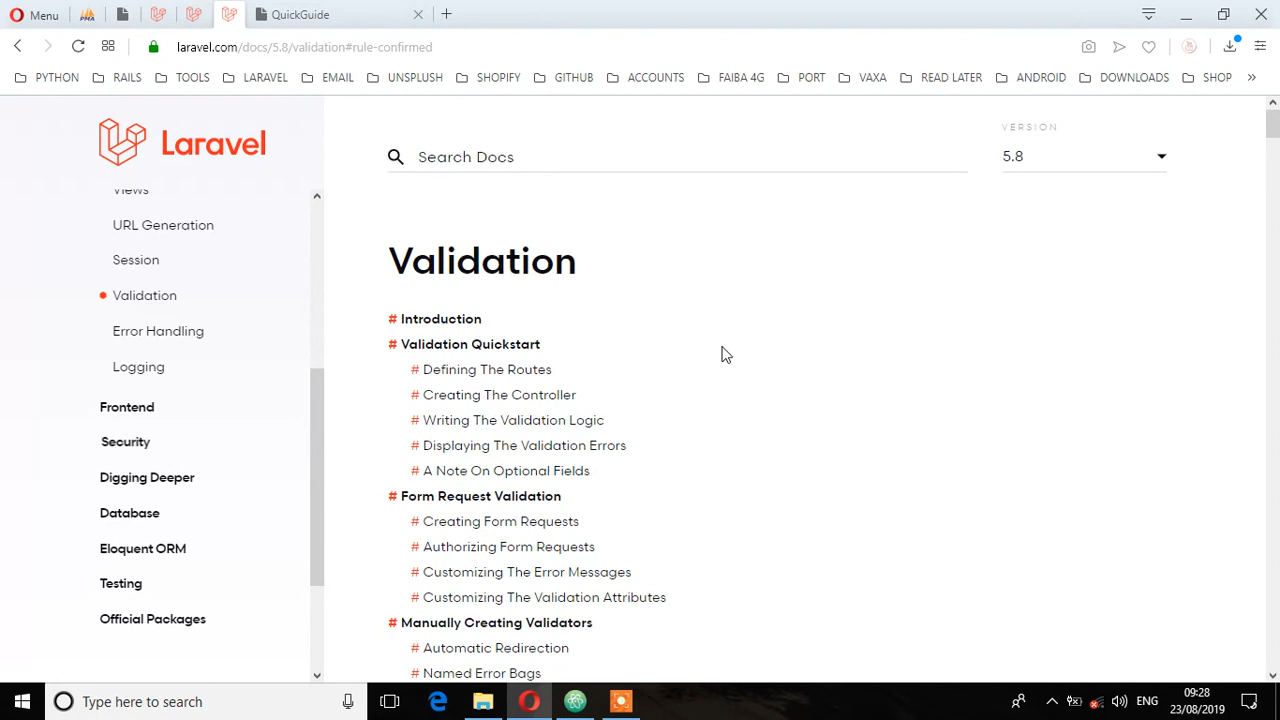 Menu
PMA
QuickGuide
laravel.com/docs/5.8/validation#rule-confirmed
PYTHON RAILS TOOLS LARAVEL EMAIL UNSPLUSH SHOPIFY GITHUB ACCOUNTS FAIBA 4G PORT VAXA READ LATER ANDROID DOWNLOADS SHOP
Laravel
Views
URL Generation
Session
Validation
Error Handling
Logging
Frontend
Security
Digging Deeper
Database
Eloquent ORM
Testing
Official Packages
Search Docs
VERSION
5.8
Validation
# Introduction
# Validation Quickstart
# Defining The Routes
# Creating The Controller
# Writing The Validation Logic
# Displaying The Validation Errors
# A Note On Optional Fields
# Form Request Validation
# Creating Form Requests
# Authorizing Form Requests
# Customizing The Error Messages
# Customizing The Validation Attributes
# Manually Creating Validators
# Automatic Redirection
# Named Error Bags
Type here to search
ENG
09:28
23/08/2019